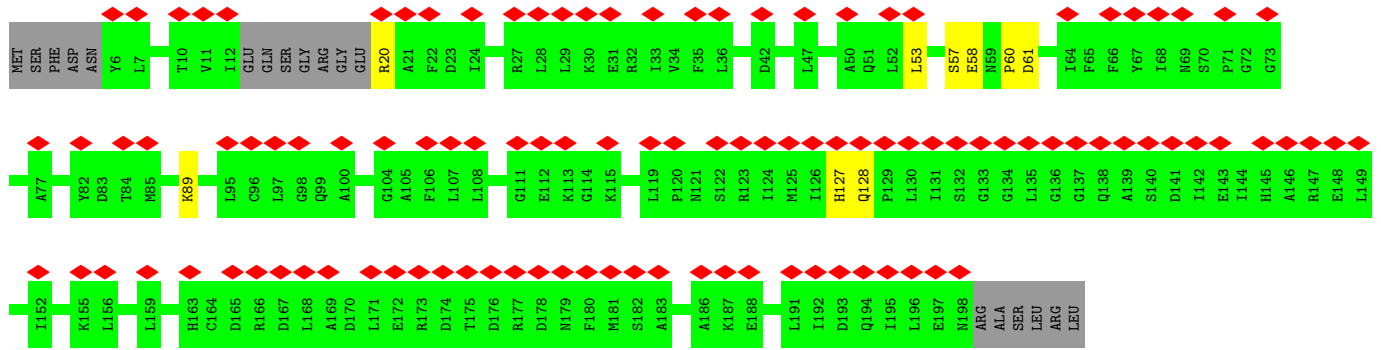 MET SER PHE ASP ASN Y6 L7 T10 V11 I12 GLU GLN SER GLY ARG GLY GLU R20 A21 F22 D23 I24 R27 L28 L29 K30 E31 R32 I33 V34 F35 L36 D42 L47 A50 Q51 L52 L53 S57 E58 N59 P60 D61 I64 F65 F66 Y67 I68 N69 S70 P71 G72 G73
A77 Y82 D83 T84 M85 K89 L95 C96 L97 G98 Q99 A100 G104 A105 F106 L107 L108 G111 E112 K113 G114 K115 L119 P120 N121 S122 R123 I124 M125 I126 H127 Q128 P129 L130 I131 S132 G133 G134 L135 G136 G137 Q138 A139 S140 D141 I142 E143 I144 H145 A146 R147 E148 L149
I152 K155 L156 L159 H163 C164 D165 R166 D167 L168 A169 D170 L171 E172 R173 D174 T175 D176 R177 D178 N179 F180 M181 S182 A183 A186 K187 E188 L191 I192 D193 Q194 I195 L196 E197 N198 ARG ALA SER LEU ARG LEU